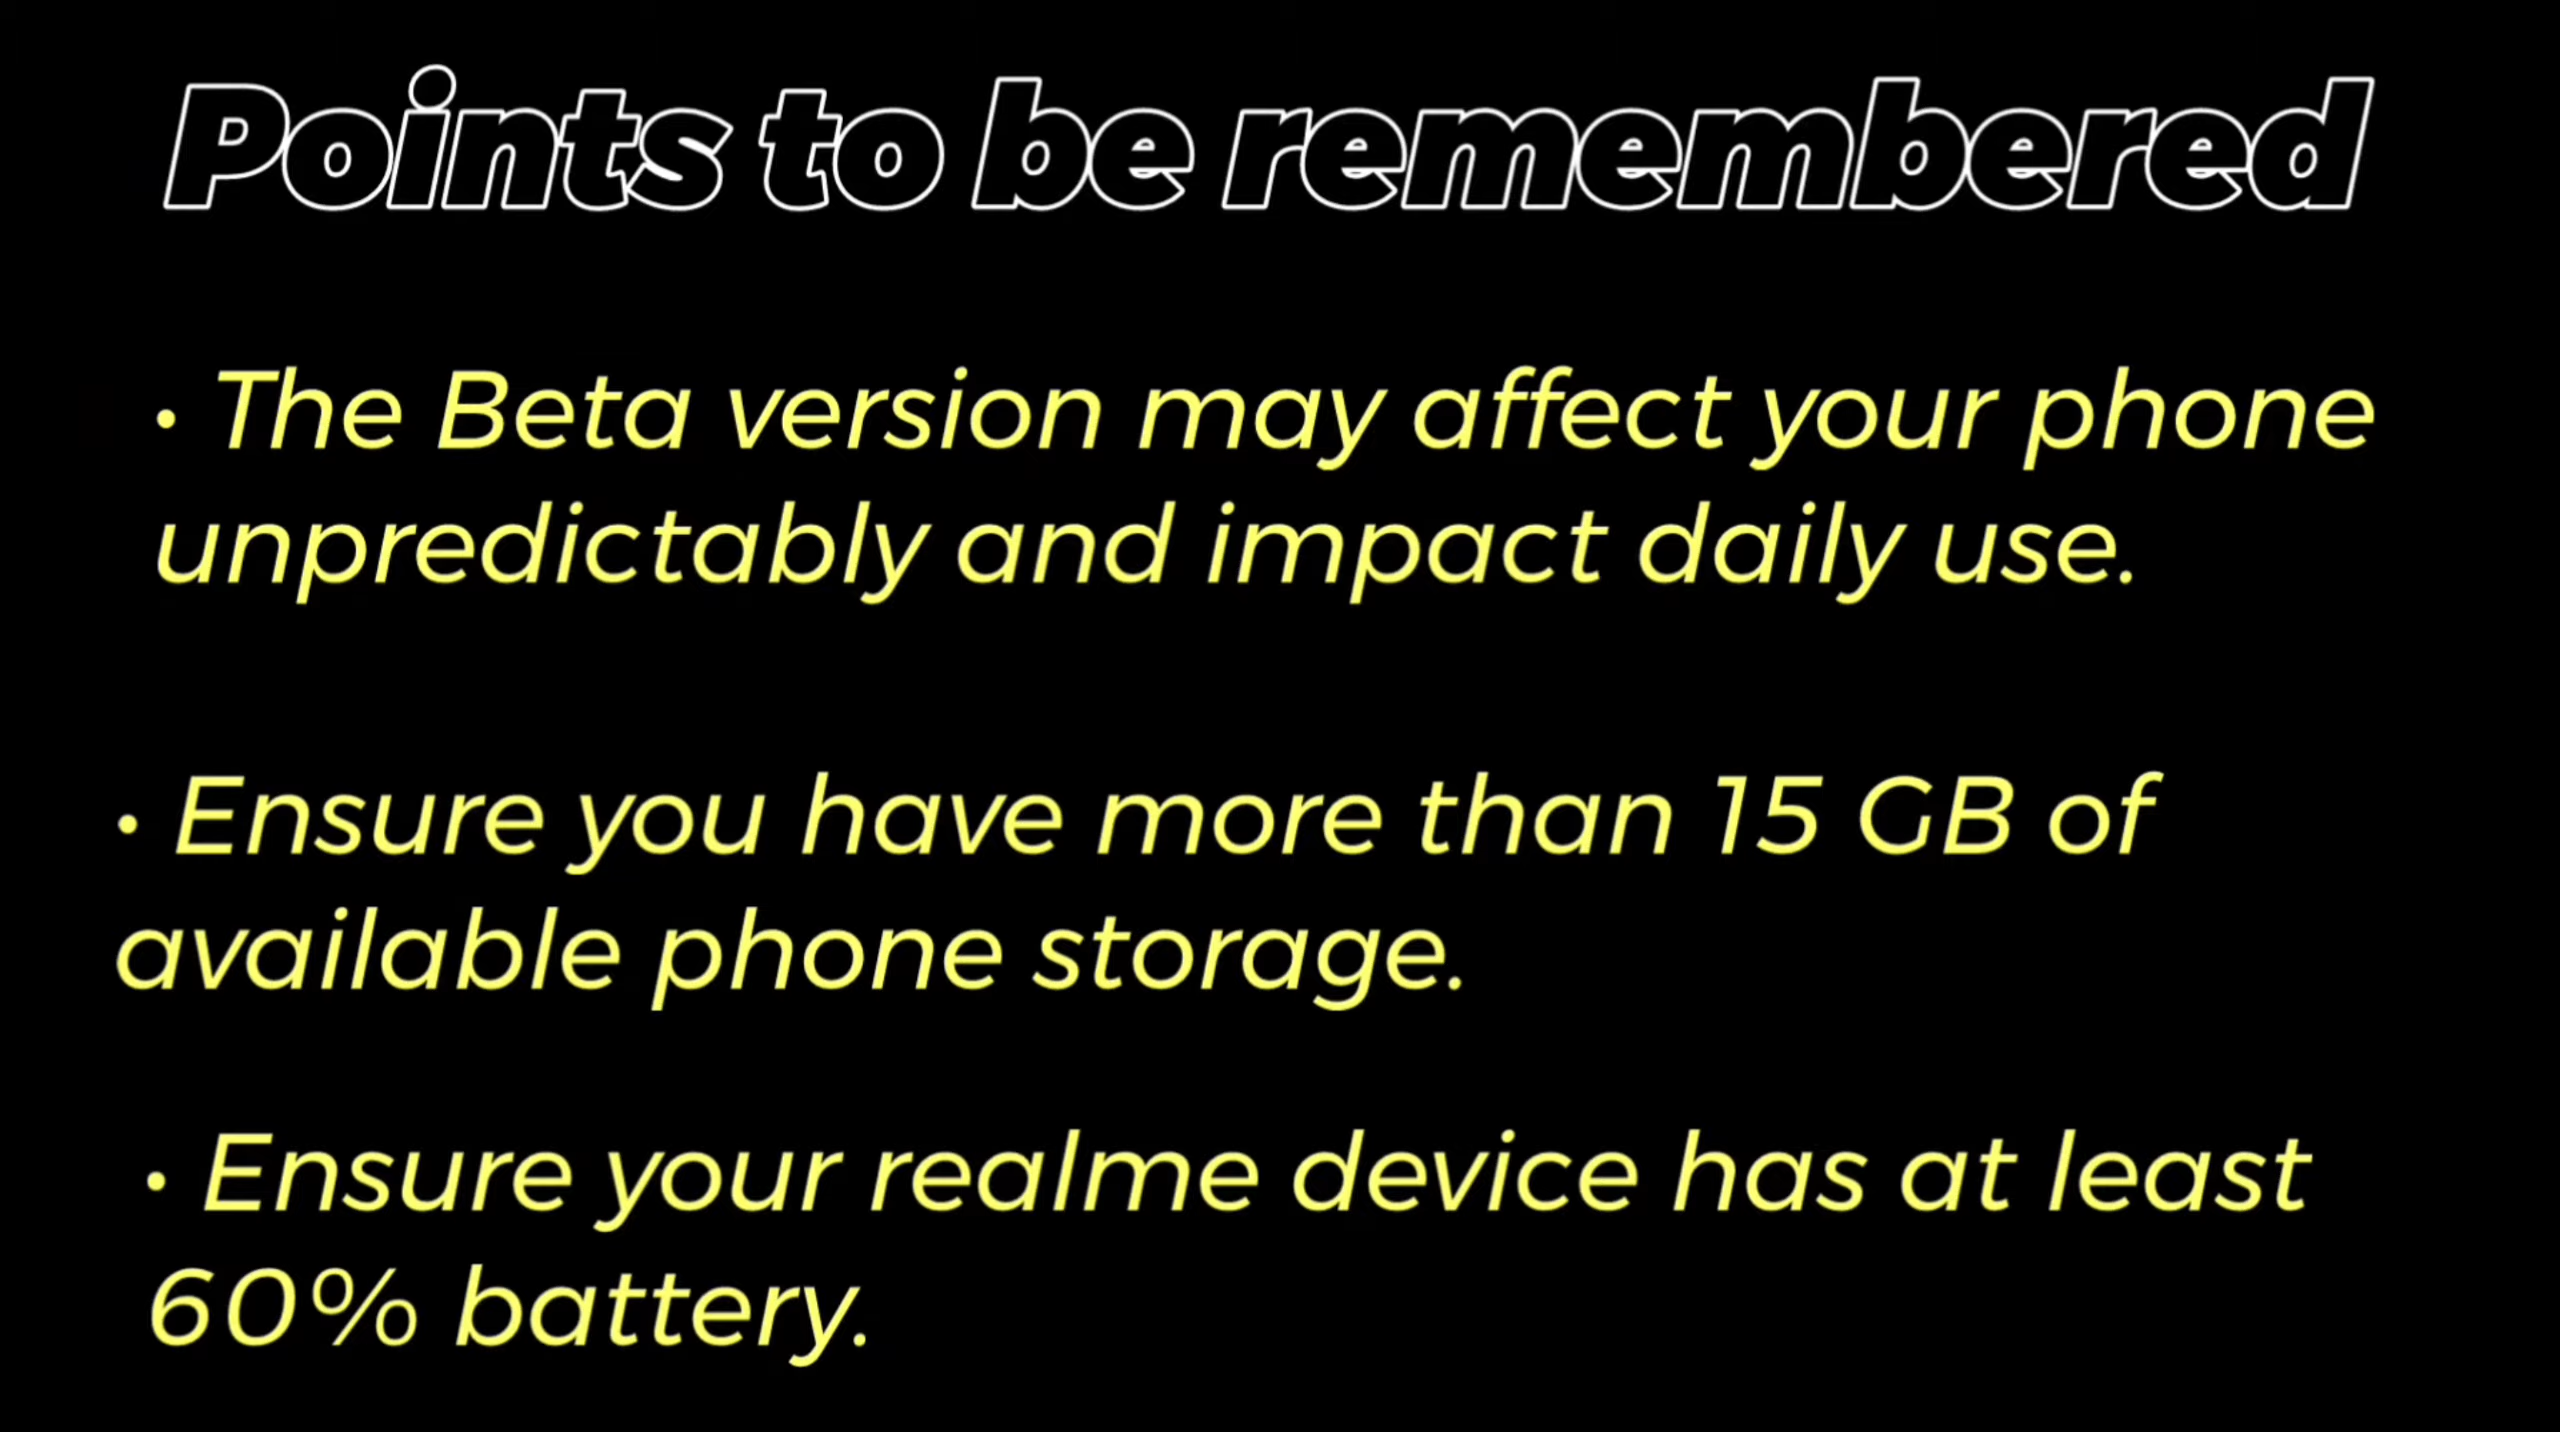 Points to be remembered
• The Beta version may affect your phone
unpredictably and impact daily use.
• Ensure you have more than 15 GB of
available phone storage.
• Ensure your realme device has at least
60% battery.